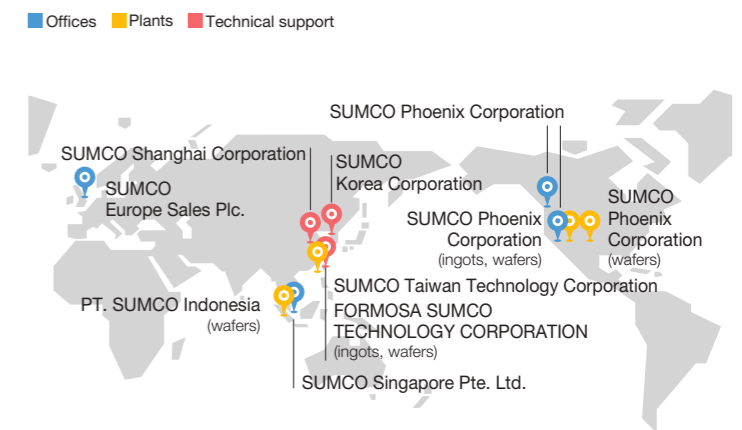 Offices Plants Technical support
SUMCO Phoenix Corporation
SUMCO Shanghai Corporation
SUMCO
Korea Corporation
SUMCO
Europe Sales Plc.
SUMCO Phoenix
Corporation
(ingots, wafers)
SUMCO
Phoenix
Corporation
(wafers)
PT. SUMCO Indonesia
(wafers)
SUMCO Taiwan Technology Corporation
FORMOSA SUMCO
TECHNOLOGY CORPORATION
(ingots, wafers)
SUMCO Singapore Pte. Ltd.